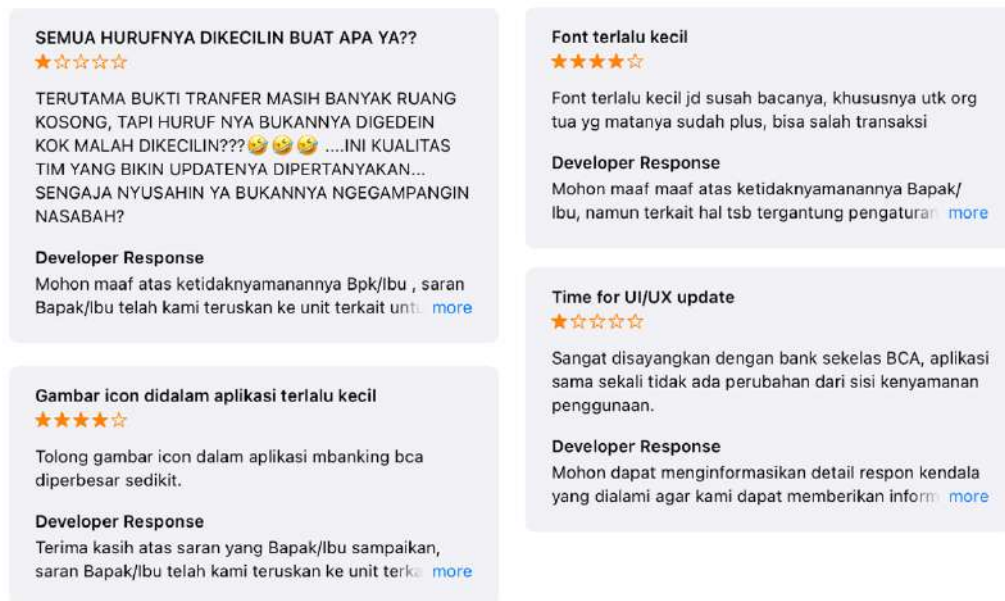 SEMUA HURUFNYA DIKECILIN BUAT APA YA??
TERUTAMA BUKTI TRANFER MASIH BANYAK RUANG
KOSONG, TAPI HURUF NYA BUKANNYA DIGEDEIN
KOK MALAH DIKECILIN???🤣🤣🤣 ....INI KUALITAS
TIM YANG BIKIN UPDATENYA DIPERTANYAKAN...
SENGAJA NYUSAHIN YA BUKANNYA NGEGAMPANGIN
NASABAH?
Developer Response
Mohon maaf atas ketidaknyamanannya Bpk/Ibu , saran
Bapak/Ibu telah kami teruskan ke unit terkait more
Gambar icon didalam aplikasi terlalu kecil
Tolong gambar icon dalam aplikasi mbanking bca
diperbesar sedikit.
Developer Response
Terima kasih atas saran yang Bapak/Ibu sampaikan,
saran Bapak/Ibu telah kami teruskan ke unit more
Font terlalu kecil
Font terlalu kecil jd susah bacanya, khususnya utk org
tua yg matanya sudah plus, bisa salah transaksi
Developer Response
Mohon maaf maaf atas ketidaknyamanannya Bapak/
Ibu, namun terkait hal tsb tergantung pengaturan more
Time for UI/UX update
Sangat disayangkan dengan bank sekelas BCA, aplikasi
sama sekali tidak ada perubahan dari sisi kenyamanan
penggunaan.
Developer Response
Mohon dapat menginformasikan detail respon kendala
yang dialami agar kami dapat memberikan more